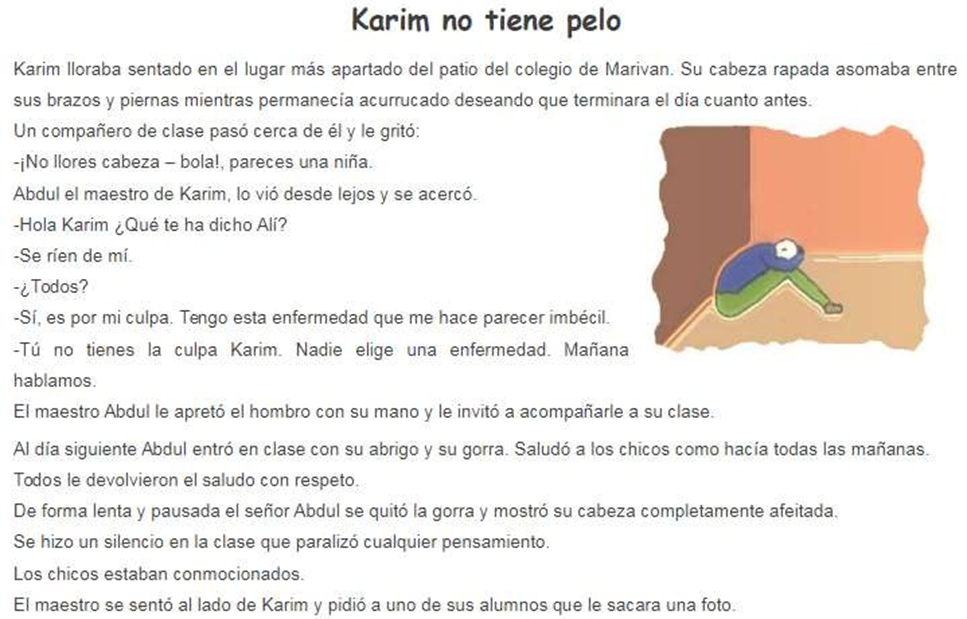 Karim no tiene pelo
Karim lloraba sentado en el lugar más apartado del patio del colegio de Marivan. Su cabeza rapada asomaba entre
sus brazos y piernas mientras permanecía acurrucado deseando que terminara el día cuanto antes.
Un compañero de clase pasó cerca de él y le gritó:
-¡No llores cabeza – bola!, pareces una niña.
Abdul el maestro de Karim, lo vió desde lejos y se acercó.
-Hola Karim ¿Qué te ha dicho Alí?
-Se ríen de mí.
-¿Todos?
-Sí, es por mi culpa. Tengo esta enfermedad que me hace parecer imbécil.
-Tú no tienes la culpa Karim. Nadie elige una enfermedad. Mañana
hablamos.
El maestro Abdul le apretó el hombro con su mano y le invitó a acompañarle a su clase.
Al día siguiente Abdul entró en clase con su abrigo y su gorra. Saludó a los chicos como hacía todas las mañanas.
Todos le devolvieron el saludo con respeto.
De forma lenta y pausada el señor Abdul se quitó la gorra y mostró su cabeza completamente afeitada.
Se hizo un silencio en la clase que paralizó cualquier pensamiento.
Los chicos estaban conmocionados.
El maestro se sentó al lado de Karim y pidió a uno de sus alumnos que le sacara una foto.